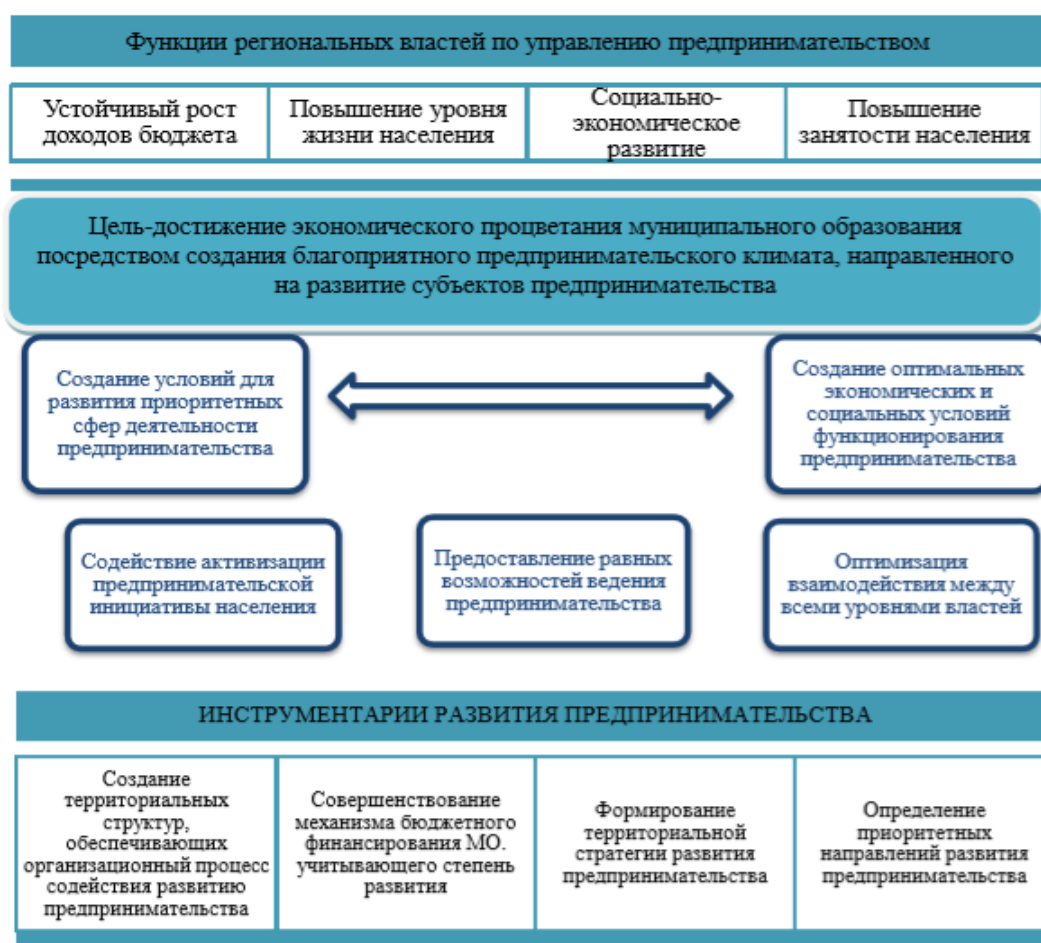 Функции региональных властей по управлению предпринимательством
Устойчивый рост
доходов бюджета
Повышение уровня
жизни населения
Социально-
экономическое
развитие
Повышение
занятости населения
Цель-достижение экономического процветания муниципального образования
посредством создания благоприятного предпринимательского климата, направленного
на развитие субъектов предпринимательства
Создание условий для
развития приоритетных
сфер деятельности
предпринимательства
Создание оптимальных
экономических и
социальных условий
функционирования
предпринимательства
Содействие активизации
предпринимательской
инициативы населения
Предоставление равных
возможностей ведения
предпринимательства
Оптимизация
взаимодействия между
всеми уровнями властей
ИНСТРУМЕНТАРИИ РАЗВИТИЯ ПРЕДПРИНИМАТЕЛЬСТВА
Создание
территориальных
структур,
обеспечивающих
организационный процесс
содействия развитию
предпринимательства
Совершенствование
механизма бюджетного
финансирования МО.
учитывающего степень
развития
Формирование
территориальной
стратегии развития
предпринимательства
Определение
приоритетных
направлений развития
предпринимательства